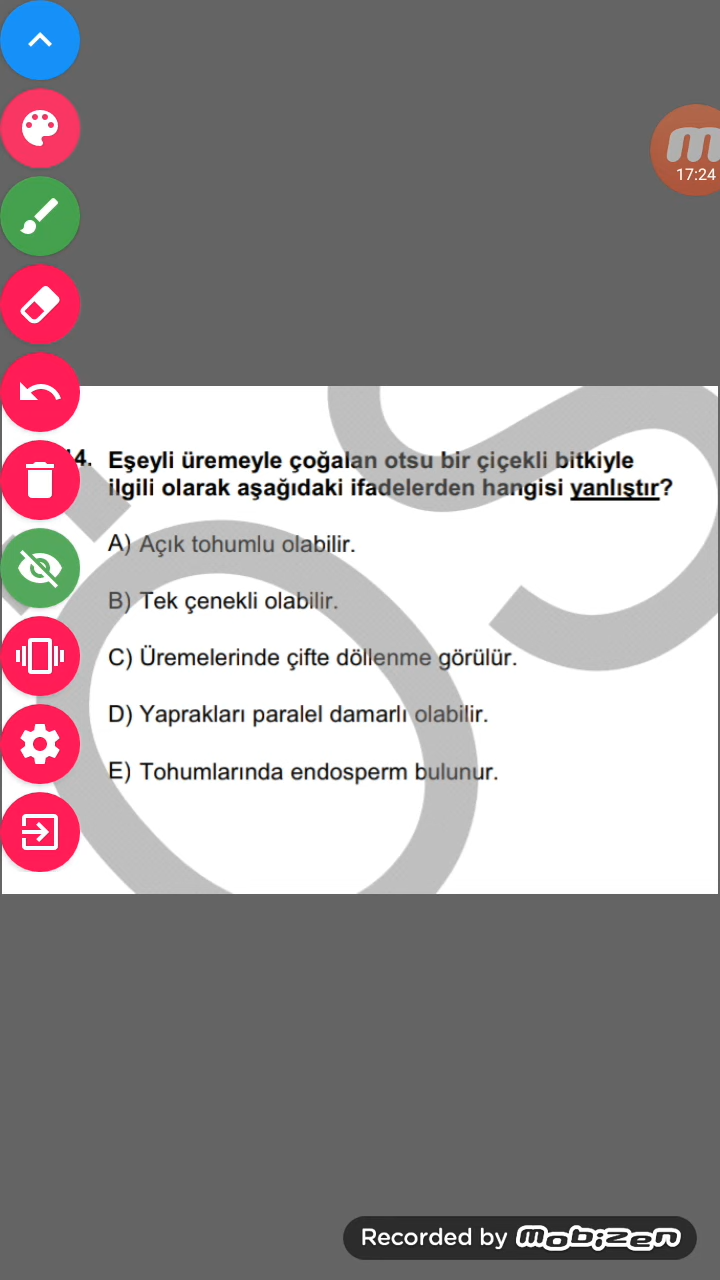 17:24
14. Eşeyli üremeyle çoğalan otsu bir çiçekli bitkiyle
ilgili olarak aşağıdaki ifadelerden hangisi yanlıştır?
A) Açık tohumlu olabilir.
B) Tek çenekli olabilir.
C) Üremelerinde çifte döllenme görülür.
D) Yaprakları paralel damarlı olabilir.
E) Tohumlarında endosperm bulunur.
Recorded by mobizen